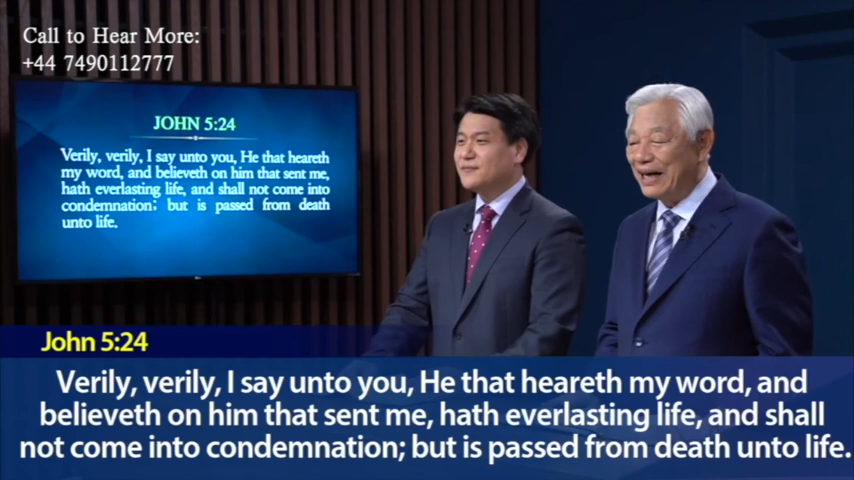 Call to Hear More:
+44 7490112777
JOHN 5:24
Verily, verily, I say unto you, He that heareth
my word, and believeth on him that sent me,
hath everlasting life, and shall not come into
condemnation; but is passed from death
unto life.
John 5:24
Verily, verily, I say unto you, He that heareth my word, and
believeth on him that sent me, hath everlasting life, and shall
not come into condemnation; but is passed from death unto life.